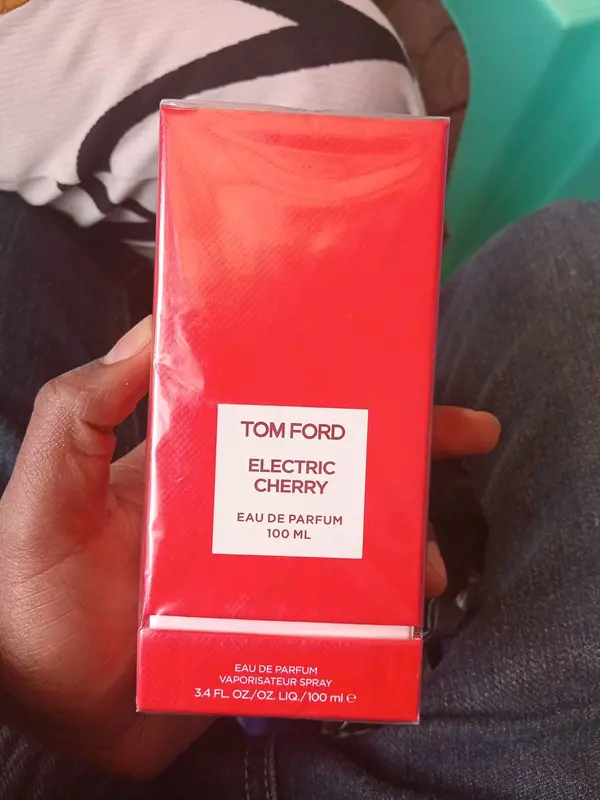 TOM FORD
ELECTRIC
CHERRY
EAU DE PARFUM
100 ML
EAU DE PARFUM
VAPORISATEUR SPRAY
3.4 FL. OZ./OZ. LIQ./100 ml ℮